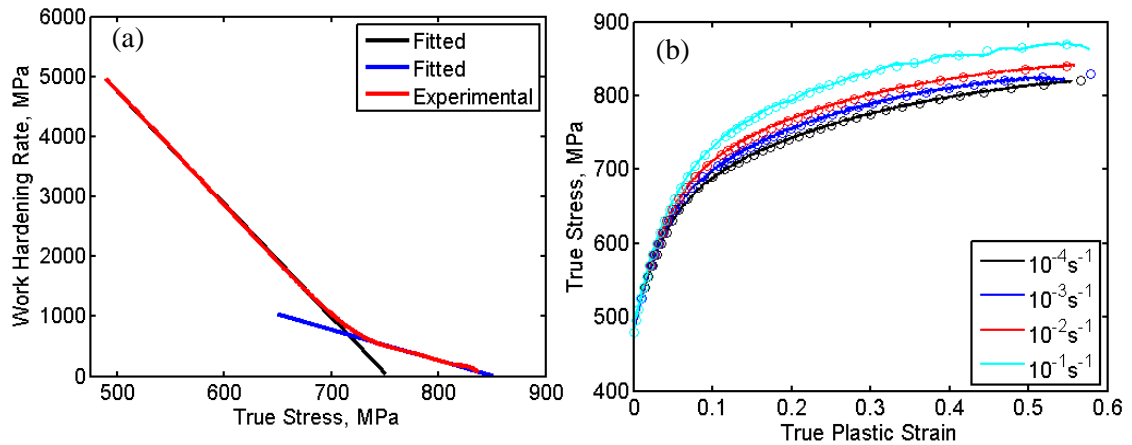 (a)
Fitted
Fitted
Experimental
Work Hardening Rate, MPa
6000
5000
4000
3000
2000
1000
0
500
600
700
800
900
True Stress, MPa
(b)
True Stress, MPa
900
800
700
600
500
400
10⁻⁴s⁻¹
10⁻³s⁻¹
10⁻²s⁻¹
10⁻¹s⁻¹
0
0.1
0.2
0.3
0.4
0.5
0.6
True Plastic Strain